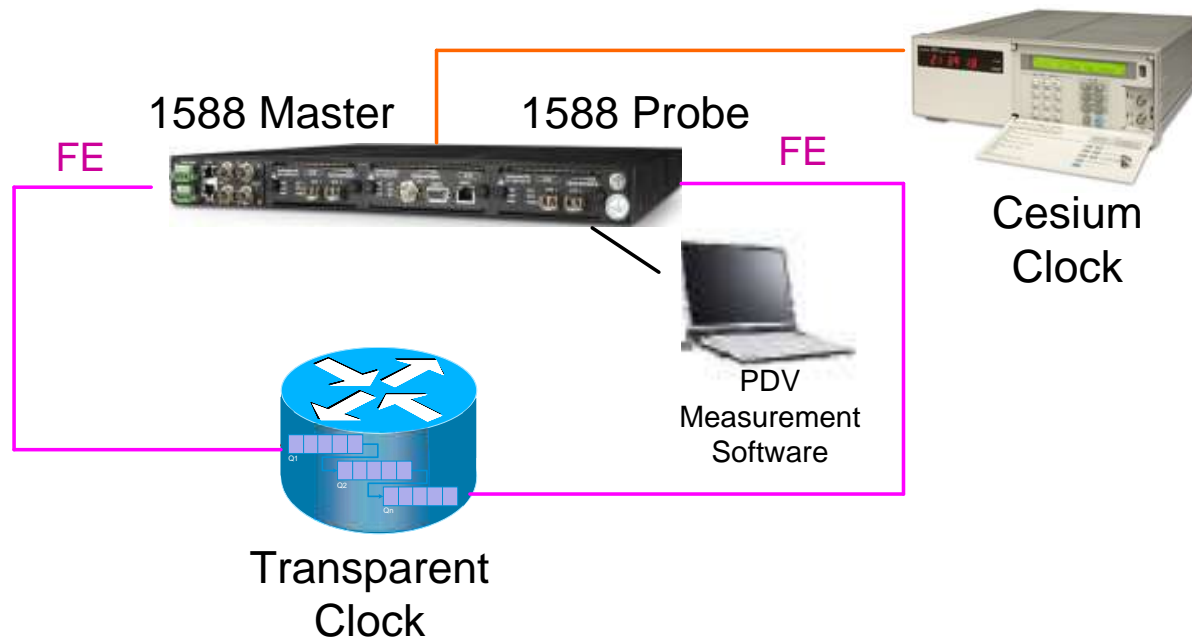 1588 Master
1588 Probe
FE
FE
Cesium
Clock
PDV
Measurement
Software
Q1
Q2
Qn
Transparent
Clock